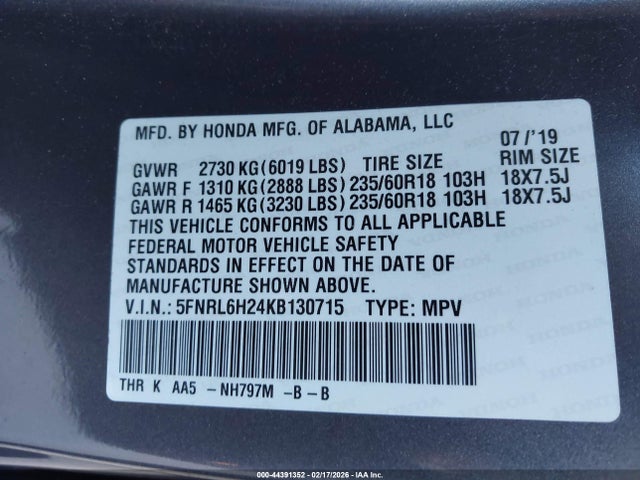 MFD. BY HONDA MFG. OF ALABAMA, LLC 07/'19
GVWR 2730 KG(6019 LBS) TIRE SIZE RIM SIZE
GAWR F 1310 KG(2888 LBS)235/60R18 103H 18X7.5J
GAWR R 1465 KG(3230 LBS)235/60R18 103H 18X7.5J
THIS VEHICLE CONFORMS TO ALL APPLICABLE
FEDERAL MOTOR VEHICLE SAFETY
STANDARDS IN EFFECT ON THE DATE OF
MANUFACTURE SHOWN ABOVE.
V.I.N.: 5FNRL6H24KB130715 TYPE: MPV
THR K AA5 -NH797M -B-B
000-44391352 - 02/17/2026 - IAA Inc.